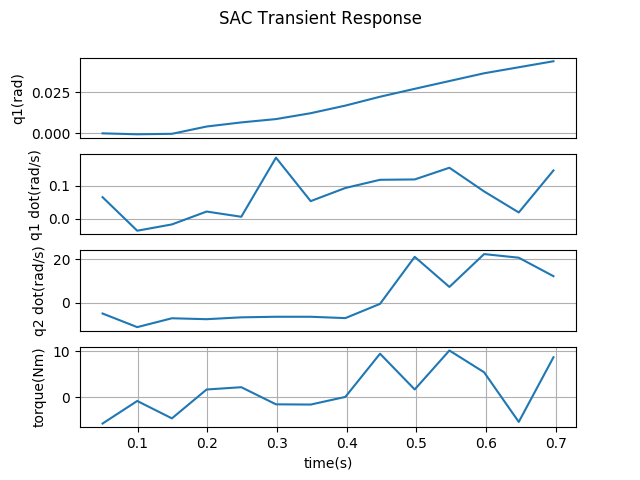 SAC Transient Response
q1(rad)
0.025
0.000
q1 dot(rad/s)
0.1
0.0
q2 dot(rad/s)
20
0
torque(Nm)
10
0
0.1 0.2 0.3 0.4 0.5 0.6 0.7
time(s)